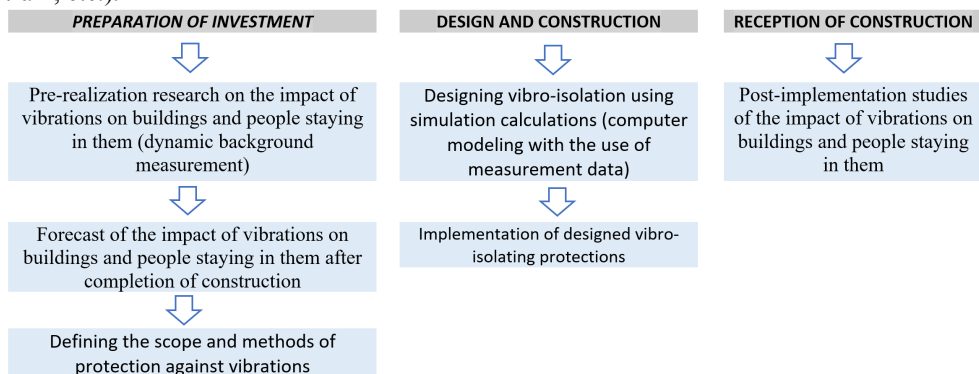 PREPARATION OF INVESTMENT
Pre-realization research on the impact of
vibrations on buildings and people staying
in them (dynamic background
measurement)
Forecast of the impact of vibrations on
buildings and people staying in them after
completion of construction
Defining the scope and methods of
protection against vibrations
DESIGN AND CONSTRUCTION
Designing vibro-isolation using
simulation calculations (computer
modeling with the use of
measurement data)
Implementation of designed vibro-
isolating protections
RECEPTION OF CONSTRUCTION
Post-implementation studies
of the impact of vibrations on
buildings and people staying
in them